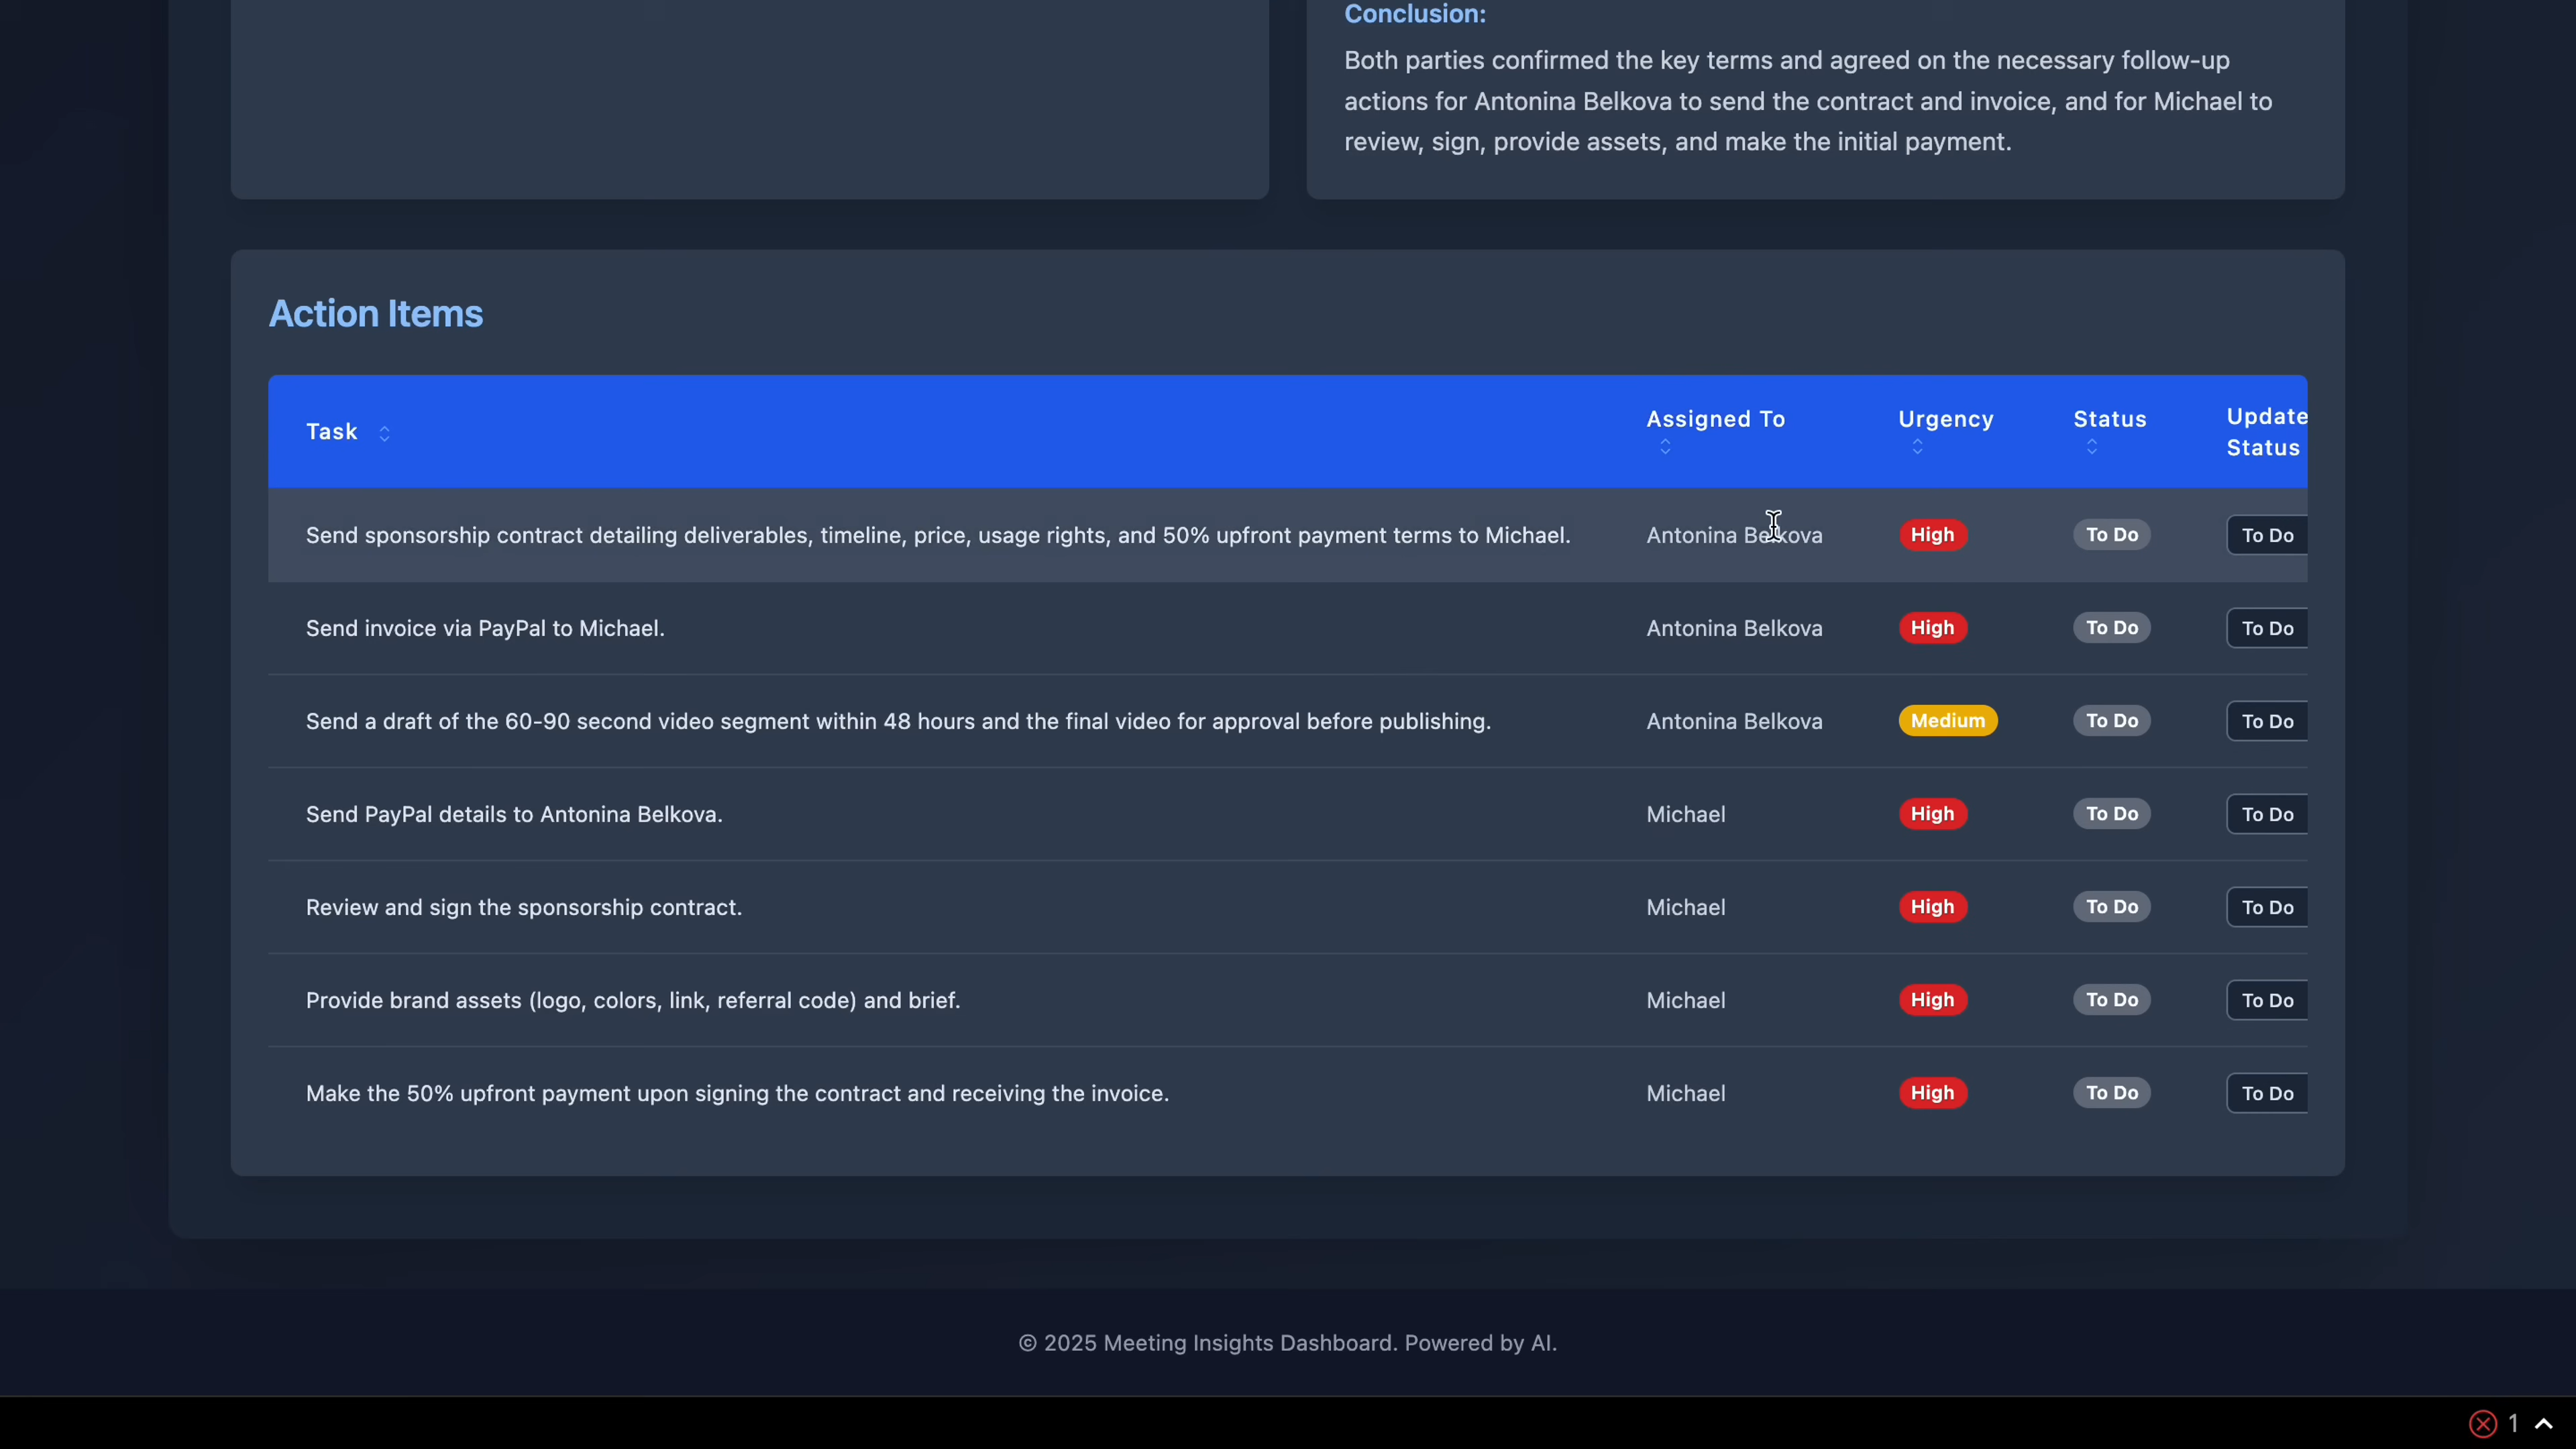 Conclusion:
Both parties confirmed the key terms and agreed on the necessary follow-up
actions for Antonina Belkova to send the contract and invoice, and for Michael to
review, sign, provide assets, and make the initial payment.
Action Items
Task Assigned To Urgency Status Update Status
Send sponsorship contract detailing deliverables, timeline, price, usage rights, and 50% upfront payment terms to Michael. Antonina Belkova High To Do To Do
Send invoice via PayPal to Michael. Antonina Belkova High To Do To Do
Send a draft of the 60-90 second video segment within 48 hours and the final video for approval before publishing. Antonina Belkova Medium To Do To Do
Send PayPal details to Antonina Belkova. Michael High To Do To Do
Review and sign the sponsorship contract. Michael High To Do To Do
Provide brand assets (logo, colors, link, referral code) and brief. Michael High To Do To Do
Make the 50% upfront payment upon signing the contract and receiving the invoice. Michael High To Do To Do
© 2025 Meeting Insights Dashboard. Powered by AI.
1